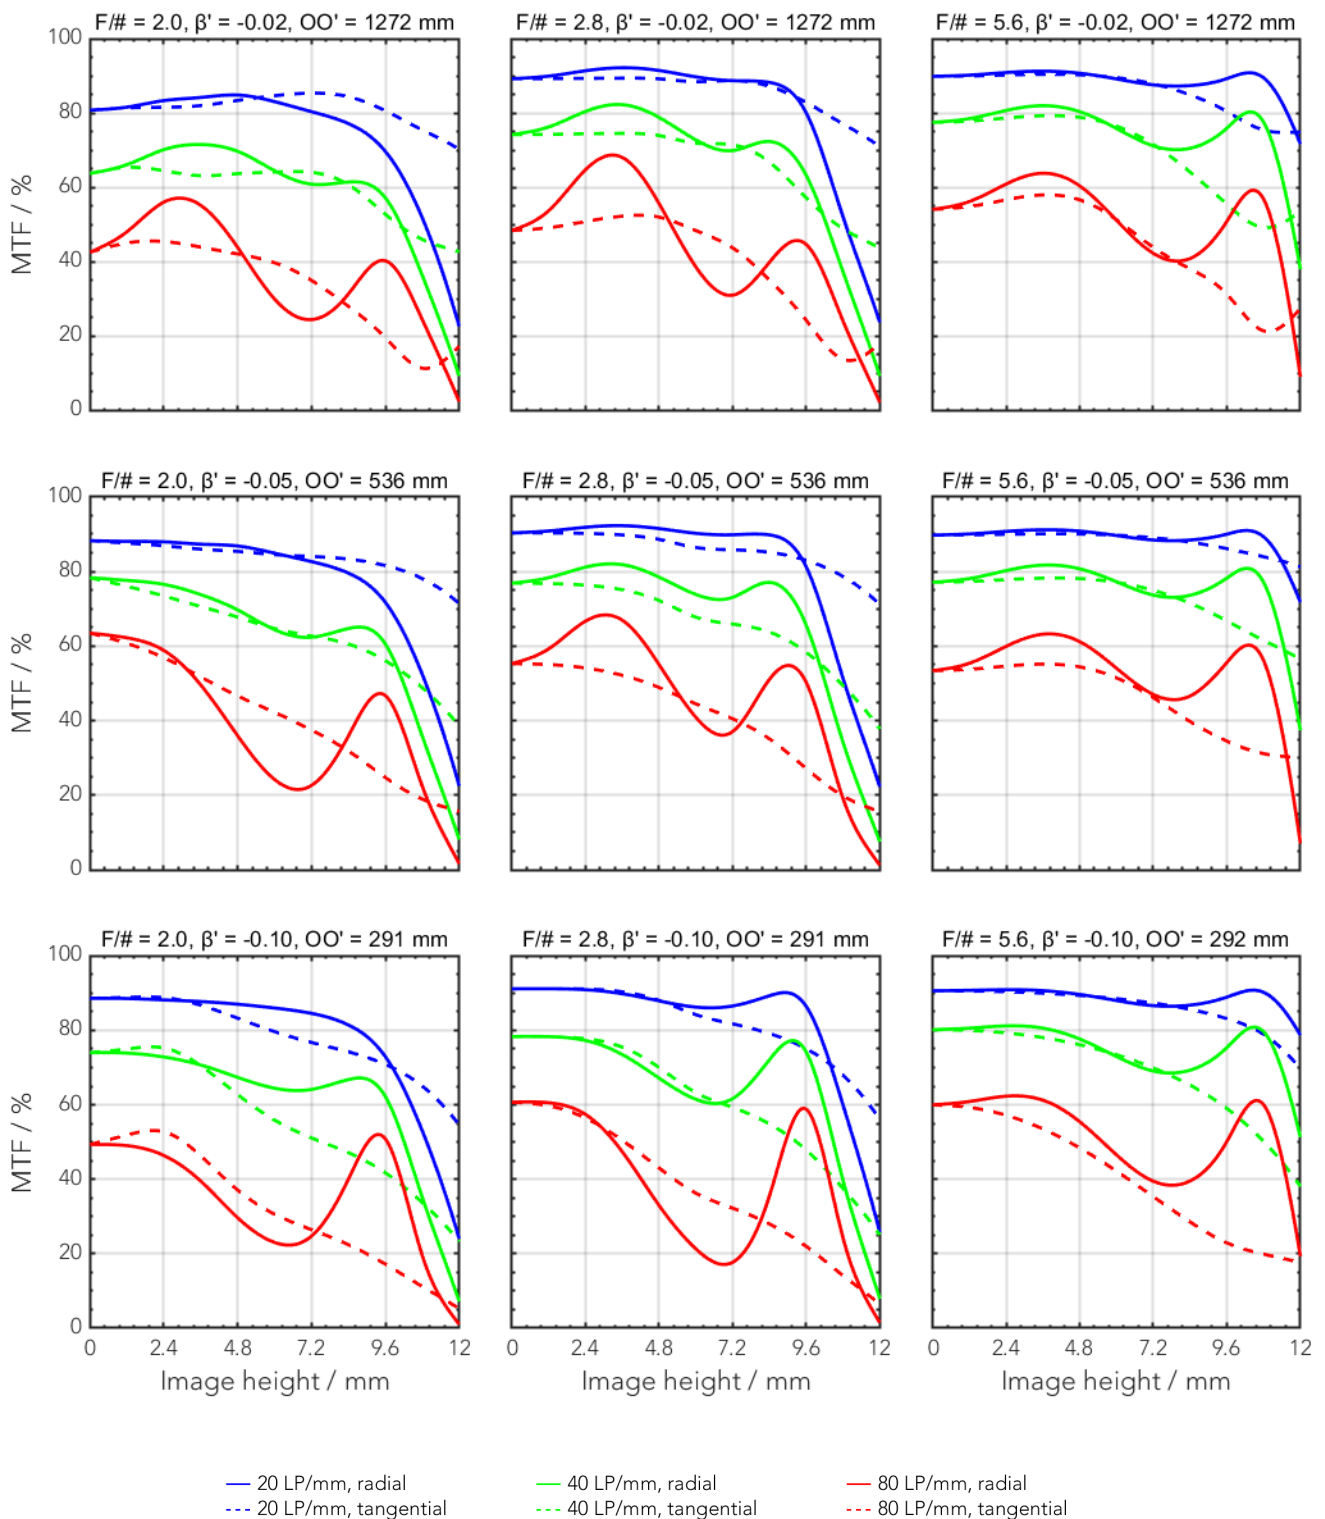 F/# = 2.0, β' = -0.02, OO' = 1272 mm
F/# = 2.8, β' = -0.02, OO' = 1272 mm
F/# = 5.6, β' = -0.02, OO' = 1272 mm
100
80
60
40
20
0
MTF / %
F/# = 2.0, β' = -0.05, OO' = 536 mm
F/# = 2.8, β' = -0.05, OO' = 536 mm
F/# = 5.6, β' = -0.05, OO' = 536 mm
100
80
60
40
20
0
MTF / %
F/# = 2.0, β' = -0.10, OO' = 291 mm
F/# = 2.8, β' = -0.10, OO' = 291 mm
F/# = 5.6, β' = -0.10, OO' = 292 mm
100
80
60
40
20
0
MTF / %
0 2.4 4.8 7.2 9.6 12
0 2.4 4.8 7.2 9.6 12
0 2.4 4.8 7.2 9.6 12
Image height / mm
Image height / mm
Image height / mm
20 LP/mm, radial
40 LP/mm, radial
80 LP/mm, radial
20 LP/mm, tangential
40 LP/mm, tangential
80 LP/mm, tangential